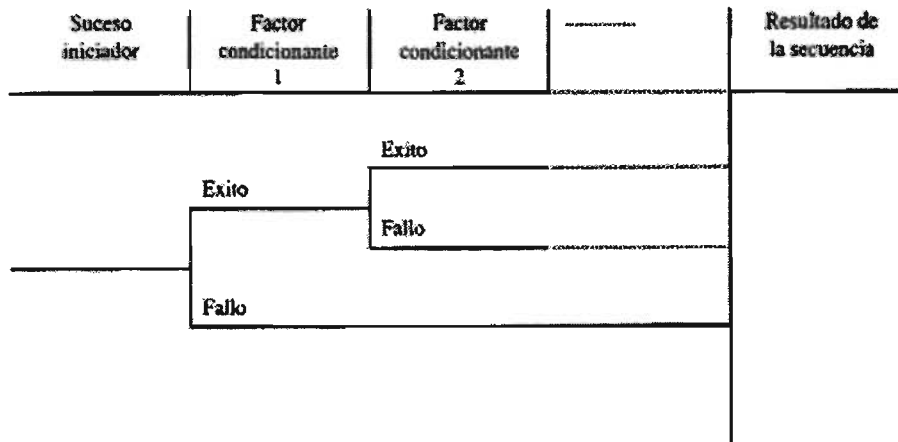 Suceso
iniciador
Factor
condicionante
1
Factor
condicionante
2
Resultado de
la secuencia
Exito
Exito
Fallo
Fallo